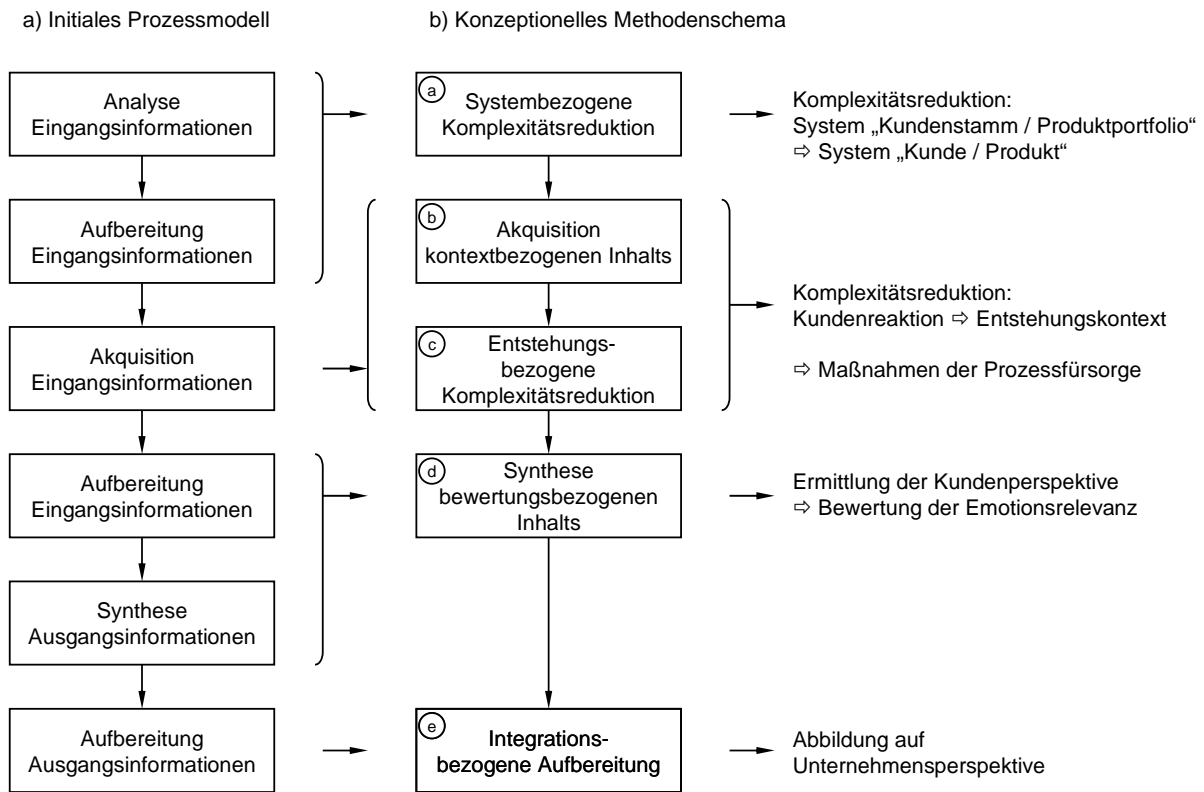 a) Initiales Prozessmodell
b) Konzeptionelles Methodenschema
Analyse
Eingangsinformationen
Aufbereitung
Eingangsinformationen
Akquisition
Eingangsinformationen
Aufbereitung
Eingangsinformationen
Synthese
Ausgangsinformationen
Aufbereitung
Ausgangsinformationen
a
Systembezogene
Komplexitätsreduktion
b
Akquisition
kontextbezogenen Inhalts
c
Entstehungs-
bezogene
Komplexitätsreduktion
d
Synthese
bewertungsbezogenen
Inhalts
e
Integrations-
bezogene Aufbereitung
Komplexitätsreduktion:
System „Kundenstamm / Produktportfolio“
⇨ System „Kunde / Produkt“
Komplexitätsreduktion:
Kundenreaktion ⇨ Entstehungskontext
⇨ Maßnahmen der Prozessfürsorge
Ermittlung der Kundenperspektive
⇨ Bewertung der Emotionsrelevanz
Abbildung auf
Unternehmensperspektive